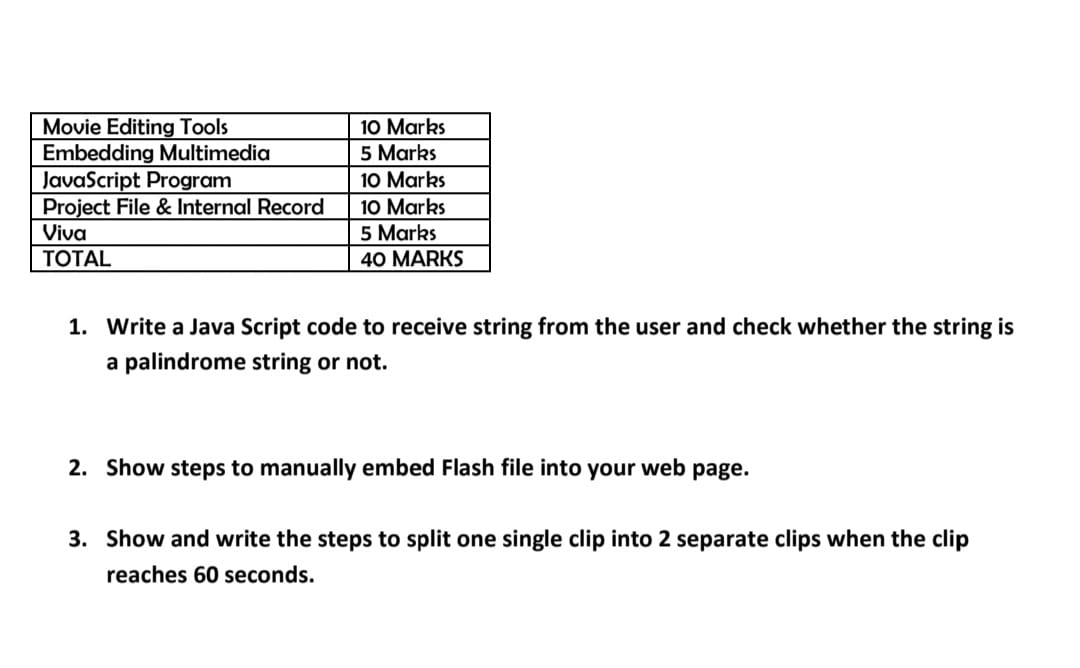 Movie Editing Tools 10 Marks
Embedding Multimedia 5 Marks
JavaScript Program 10 Marks
Project File & Internal Record 10 Marks
Viva 5 Marks
TOTAL 40 MARKS
1. Write a Java Script code to receive string from the user and check whether the string is
a palindrome string or not.
2. Show steps to manually embed Flash file into your web page.
3. Show and write the steps to split one single clip into 2 separate clips when the clip
reaches 60 seconds.